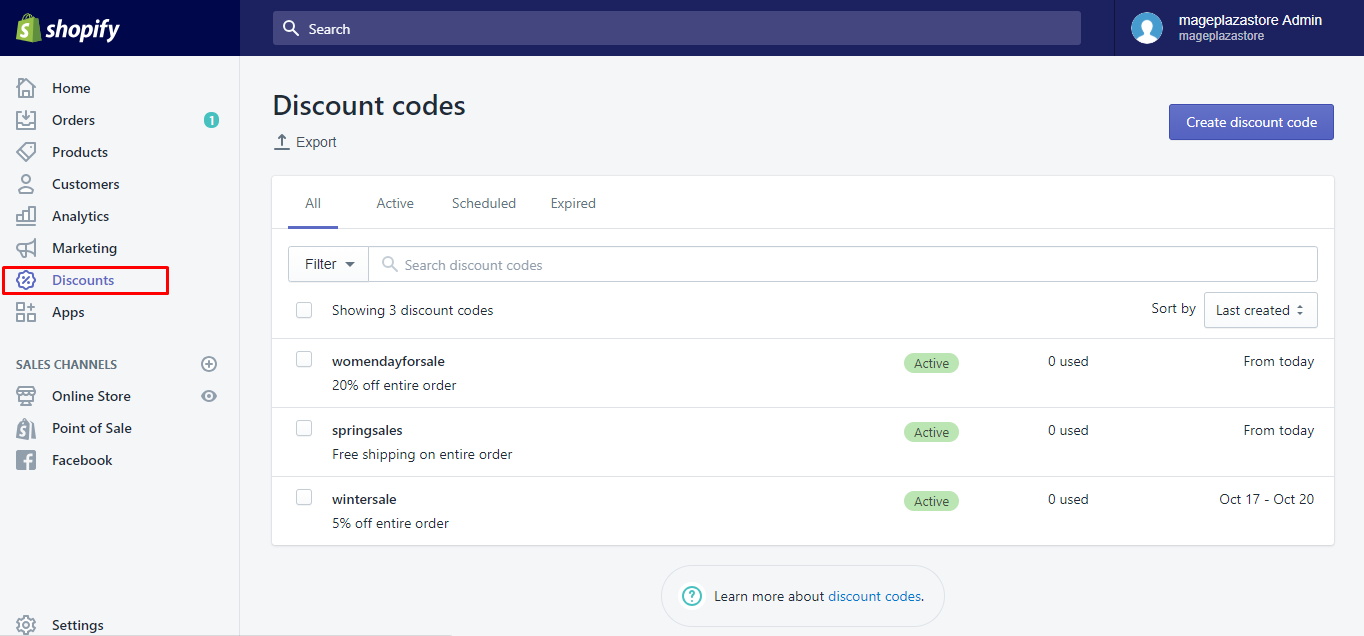 shopify
Search
mageplazastore Admin
mageplazastore
Home
Orders
1
Products
Customers
Analytics
Marketing
Discounts
Apps
SALES CHANNELS
Online Store
Point of Sale
Facebook
Settings
Discount codes
Export
Create discount code
All Active Scheduled Expired
Filter
Search discount codes
Showing 3 discount codes
Sort by Last created
womendayforsale Active 0 used From today
20% off entire order
springsales Active 0 used From today
Free shipping on entire order
wintersale Active 0 used Oct 17 - Oct 20
5% off entire order
? Learn more about discount codes.